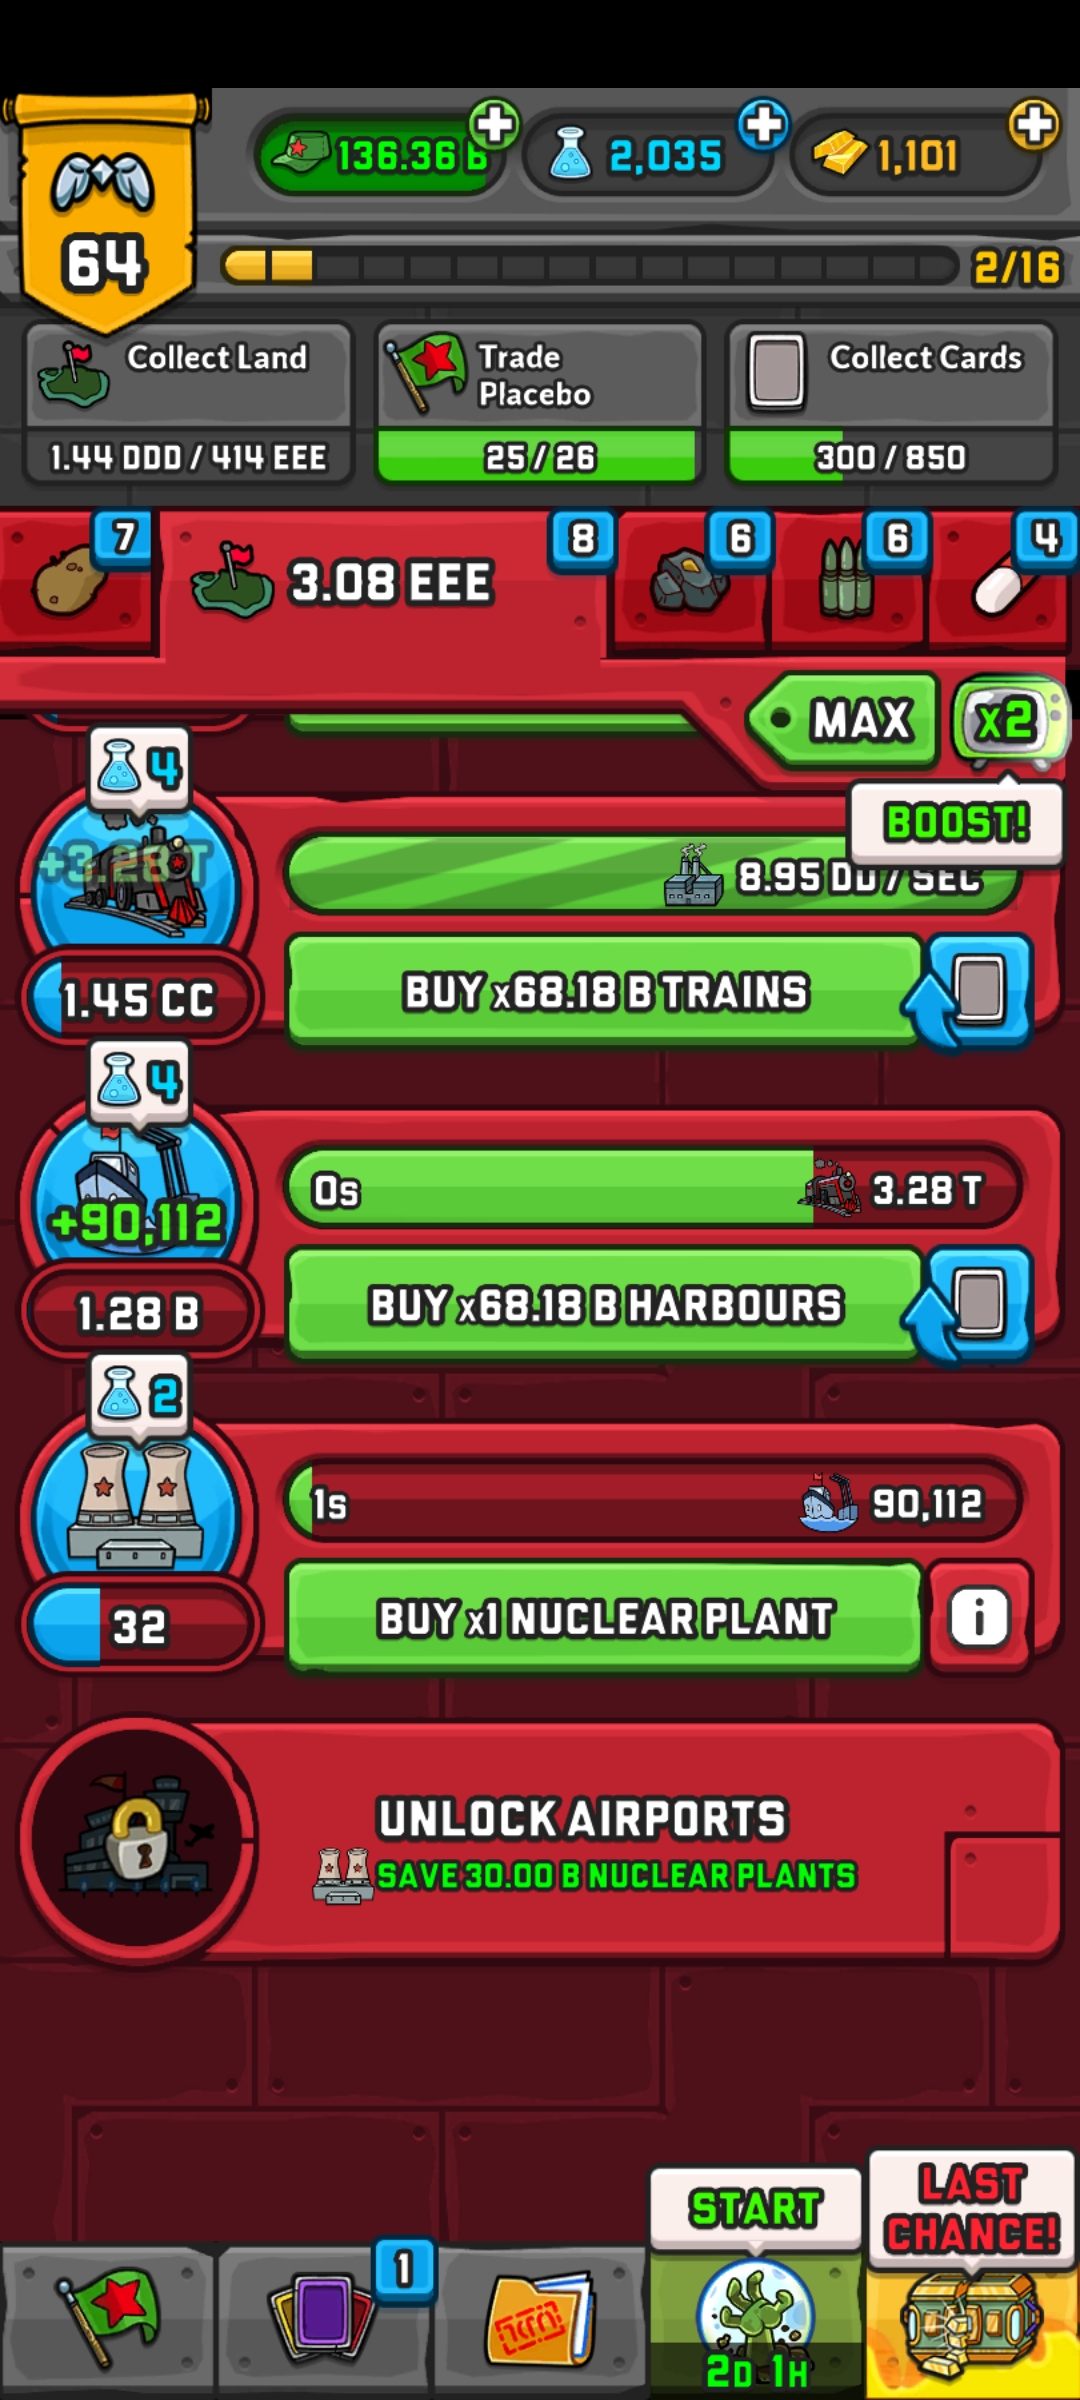 136.36 B
2,035
1,101
64
2/16
Collect Land
1.44 DDD / 414 EEE
Trade
Placebo
25 / 26
Collect Cards
300 / 850
7
3.08 EEE
8
6
6
4
MAX
x2
BOOST!
4
+3.28 T
8.95 DD / SEC
1.45 CC
BUY x68.18 B TRAINS
4
+90,112
0s
3.28 T
1.28 B
BUY x68.18 B HARBOURS
2
1s
90,112
32
BUY x1 NUCLEAR PLANT
i
UNLOCK AIRPORTS
SAVE 30.00 B NUCLEAR PLANTS
START
LAST
CHANCE!
1
2D 1H